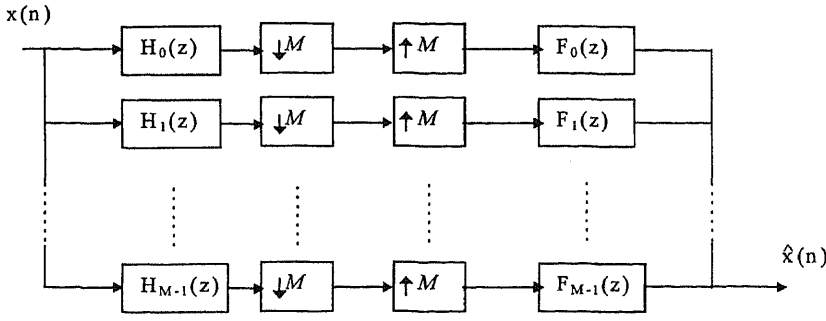 x(n)
H₀(z) ↓M ↑M F₀(z)
H₁(z) ↓M ↑M F₁(z)
x̂(n)
H_{M-1}(z) ↓M ↑M F_{M-1}(z)